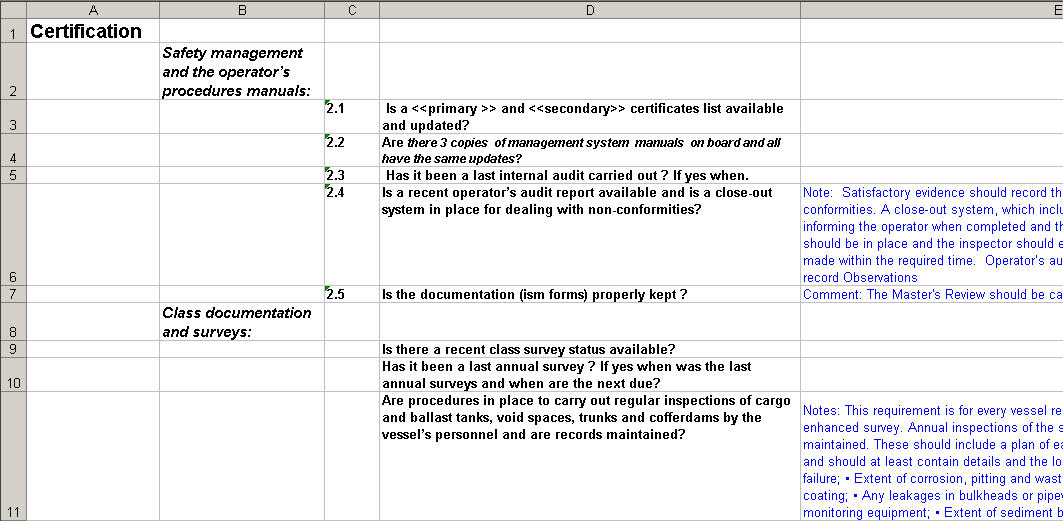 A B C D E
1 Certification
2 Safety management
and the operator's
procedures manuals:
3 2.1 Is a <<primary >> and <<secondary>> certificates list available
and updated?
4 2.2 Are there 3 copies of management system manuals on board and all
have the same updates?
5 2.3 Has it been a last internal audit carried out ? If yes when.
6 2.4 Is a recent operator's audit report available and is a close-out
system in place for dealing with non-conformities?
Note: Satisfactory evidence should record th
conformities. A close-out system, which inclu
informing the operator when completed and th
should be in place and the inspector should e
made within the required time. Operator's au
record Observations
7 2.5 Is the documentation (ism forms) properly kept ?
Comment: The Master's Review should be ca
8 Class documentation
and surveys:
9 Is there a recent class survey status available?
10 Has it been a last annual survey ? If yes when was the last
annual surveys and when are the next due?
11 Are procedures in place to carry out regular inspections of cargo
and ballast tanks, void spaces, trunks and cofferdams by the
vessel's personnel and are records maintained?
Notes: This requirement is for every vessel re
enhanced survey. Annual inspections of the s
maintained. These should include a plan of ea
and should at least contain details and the lo
failure; • Extent of corrosion, pitting and wast
coating; • Any leakages in bulkheads or pipew
monitoring equipment; • Extent of sediment b